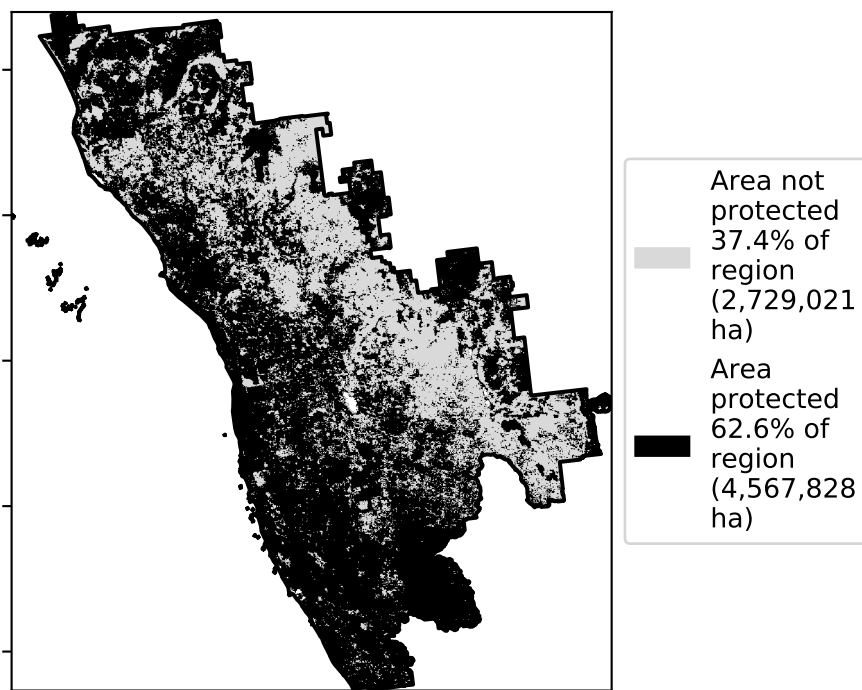 Area not
protected
37.4% of
region
(2,729,021
ha)
Area
protected
62.6% of
region
(4,567,828
ha)